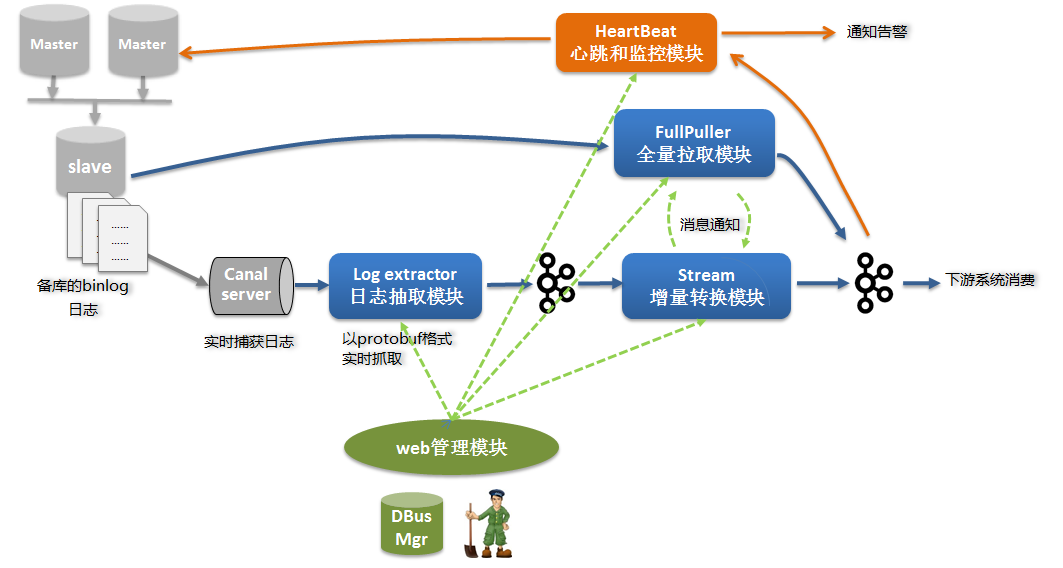 Master
Master
HeartBeat
心跳和监控模块
通知告警
FullPuller
全量拉取模块
slave
......
......
......
消息通知
备库的binlog
日志
Canal
server
实时捕获日志
Log extractor
日志抽取模块
以protobuf格式
实时抓取
Stream
增量转换模块
下游系统消费
web管理模块
DBus
Mgr